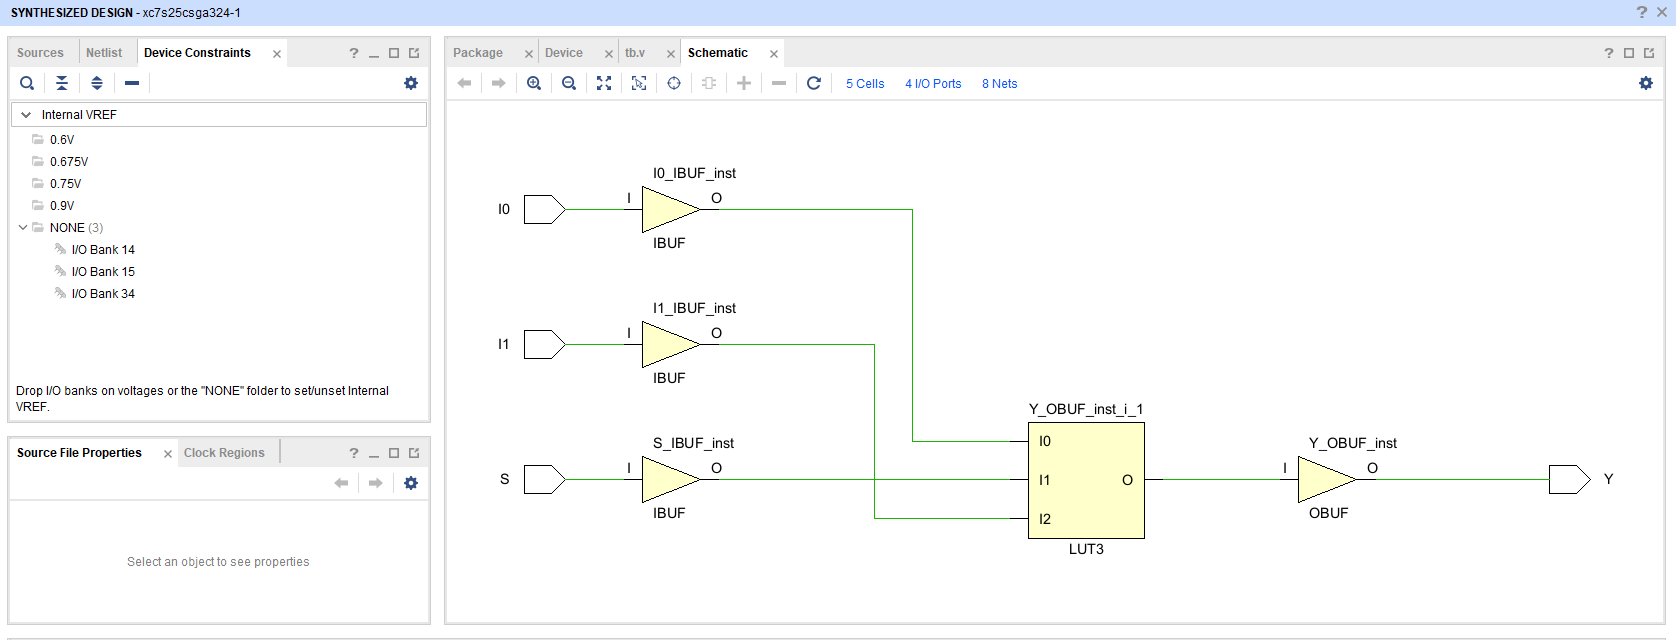 SYNTHESIZED DESIGN - xc7s25csga324-1
Sources Netlist Device Constraints
Internal VREF
0.6V
0.675V
0.75V
0.9V
NONE (3)
I/O Bank 14
I/O Bank 15
I/O Bank 34
Drop I/O banks on voltages or the "NONE" folder to set/unset Internal
VREF.
Source File Properties Clock Regions
Select an object to see properties
Package Device tb.v Schematic
5 Cells 4 I/O Ports 8 Nets
I0_IBUF_inst
I0 I O
IBUF
I1_IBUF_inst
I1 I O
IBUF
S_IBUF_inst
S I O
IBUF
Y_OBUF_inst_i_1
I0
I1 O
I2
LUT3
Y_OBUF_inst
I O Y
OBUF